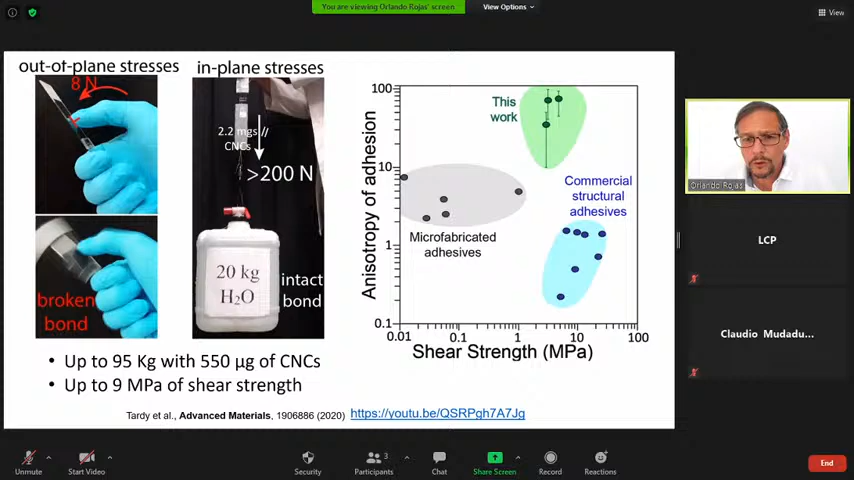 You are viewing Orlando Rojas' screen
View Options
View
out-of-plane stresses
in-plane stresses
8 N
2.2 mgs //
CNCs
>200 N
20 kg
H₂O
intact
bond
broken
bond
Anisotropy of adhesion
100
10
1
0.1
0.01
0.1
1
10
100
Shear Strength (MPa)
This
work
Commercial
structural
adhesives
Microfabricated
adhesives
• Up to 95 Kg with 550 µg of CNCs
• Up to 9 MPa of shear strength
Tardy et al., Advanced Materials, 1906886 (2020) https://youtu.be/QSRPgh7A7Jg
Orlando Rojas
LCP
Claudio Mudadu...
Unmute
Start Video
Security
Participants
3
Chat
Share Screen
Record
Reactions
End